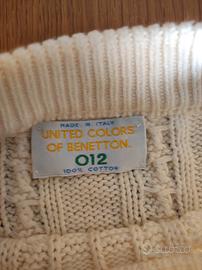 MADE IN ITALY
UNITED COLORS
OF BENETTON.
012
100% COTTON